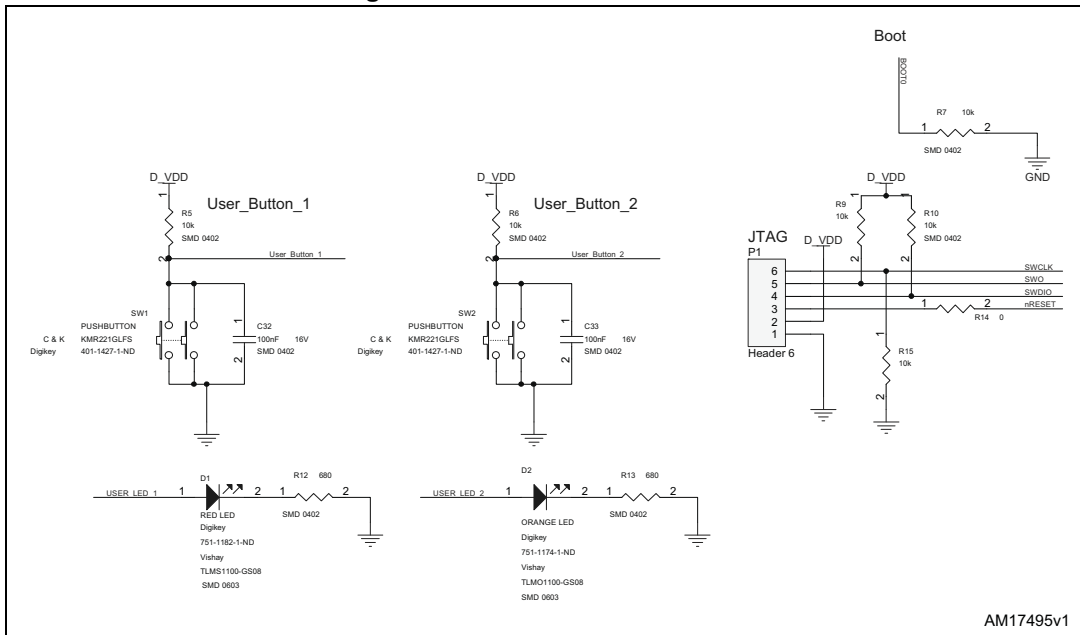 Boot
BOOT0
R7 10k
1 2
SMD 0402
GND
D_VDD
1
R5
10k
SMD 0402
2
User_Button_1
User_Button_1
SW1
PUSHBUTTON
C & K KMR221GLFS
Digikey 401-1427-1-ND
1
C32
100nF 16V
SMD 0402
2
D_VDD
1
R6
10k
SMD 0402
2
User_Button_2
User_Button_2
SW2
PUSHBUTTON
C & K KMR221GLFS
Digikey 401-1427-1-ND
1
C33
100nF 16V
SMD 0402
2
D_VDD
1 1
R9
10k
2
R10
10k
SMD 0402
2
JTAG
P1
D_VDD
6
5
4
3
2
1
Header 6
SWCLK
SWO
SWDIO
nRESET
1 2
R14 0
1
R15
10k
2
USER_LED_1 1 2
D1
RED LED
Digikey
751-1182-1-ND
Vishay
TLMS1100-GS08
SMD 0603
R12 680
1 2
SMD 0402
USER_LED_2 1 2
D2
ORANGE LED
Digikey
751-1174-1-ND
Vishay
TLMO1100-GS08
SMD 0603
R13 680
1 2
SMD 0402
AM17495v1